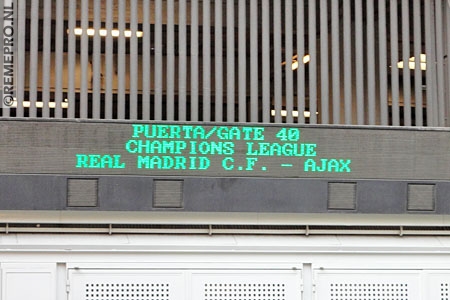 PUERTA/GATE 40
CHAMPIONS LEAGUE
REAL MADRID C.F. - AJAX
©REMEPRO.NL